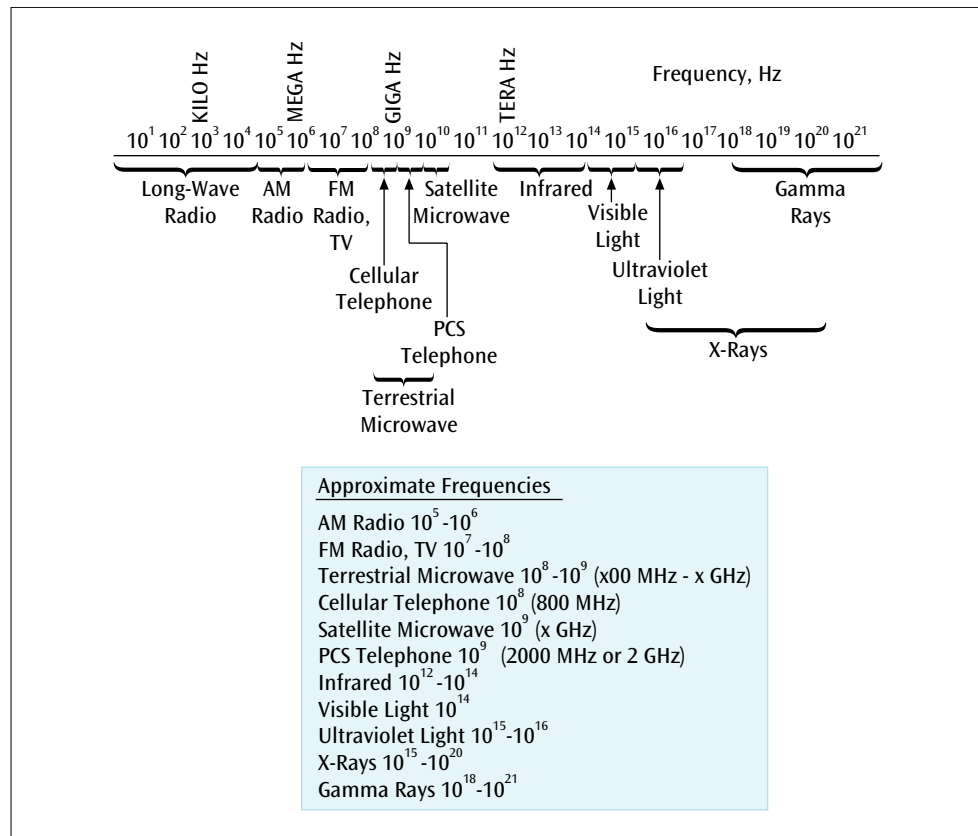 KILO Hz
MEGA Hz
GIGA Hz
TERA Hz
Frequency, Hz
10^1 10^2 10^3 10^4 10^5 10^6 10^7 10^8 10^9 10^10 10^11 10^12 10^13 10^14 10^15 10^16 10^17 10^18 10^19 10^20 10^21
Long-Wave
Radio
AM
Radio
FM
Radio,
TV
Cellular
Telephone
PCS
Telephone
Terrestrial
Microwave
Satellite
Microwave
Infrared
Visible
Light
Ultraviolet
Light
X-Rays
Gamma
Rays
Approximate Frequencies
AM Radio 10^5-10^6
FM Radio, TV 10^7-10^8
Terrestrial Microwave 10^8-10^9 (x00 MHz - x GHz)
Cellular Telephone 10^8 (800 MHz)
Satellite Microwave 10^9 (x GHz)
PCS Telephone 10^9 (2000 MHz or 2 GHz)
Infrared 10^12-10^14
Visible Light 10^14
Ultraviolet Light 10^15-10^16
X-Rays 10^15-10^20
Gamma Rays 10^18-10^21